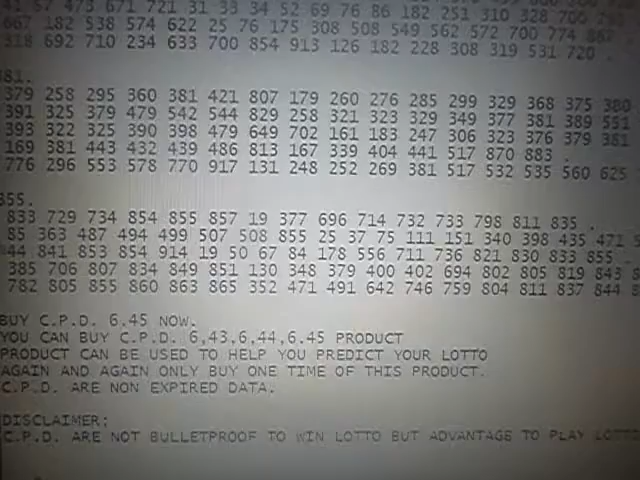 57 473 671 721 31 33 34 52 69 76 86 182 251 310 328 700
667 182 538 574 622 25 76 175 308 508 549 562 572 700 774
318 692 710 234 633 700 854 913 126 182 228 308 319 531 720 .
381.
379 258 295 360 381 421 807 179 260 276 285 299 329 368 375 380
391 325 379 479 542 544 829 258 321 323 329 349 377 381 389 551
393 322 325 390 398 479 649 702 161 183 247 306 323 376 379 381
169 381 443 432 439 486 813 167 339 404 441 517 870 883 .
776 296 553 578 770 917 131 248 252 269 381 517 532 535 560 625
855.
833 729 734 854 855 857 19 377 696 714 732 733 798 811 835 .
85 363 487 494 499 507 508 855 25 37 75 111 151 340 398 435 471
844 841 853 854 914 19 50 67 84 178 556 711 736 821 830 833 855 .
385 706 807 834 849 851 130 348 379 400 402 694 802 805 819 843
782 805 855 860 863 865 352 471 491 642 746 759 804 811 837 844
BUY C.P.D. 6.45 NOW.
YOU CAN BUY C.P.D. 6,43,6,44,6.45 PRODUCT
PRODUCT CAN BE USED TO HELP YOU PREDICT YOUR LOTTO
AGAIN AND AGAIN ONLY BUY ONE TIME OF THIS PRODUCT.
C.P.D. ARE NON EXPIRED DATA.
DISCLAIMER:
C.P.D. ARE NOT BULLETPROOF TO WIN LOTTO BUT ADVANTAGE TO PLAY LOTTO